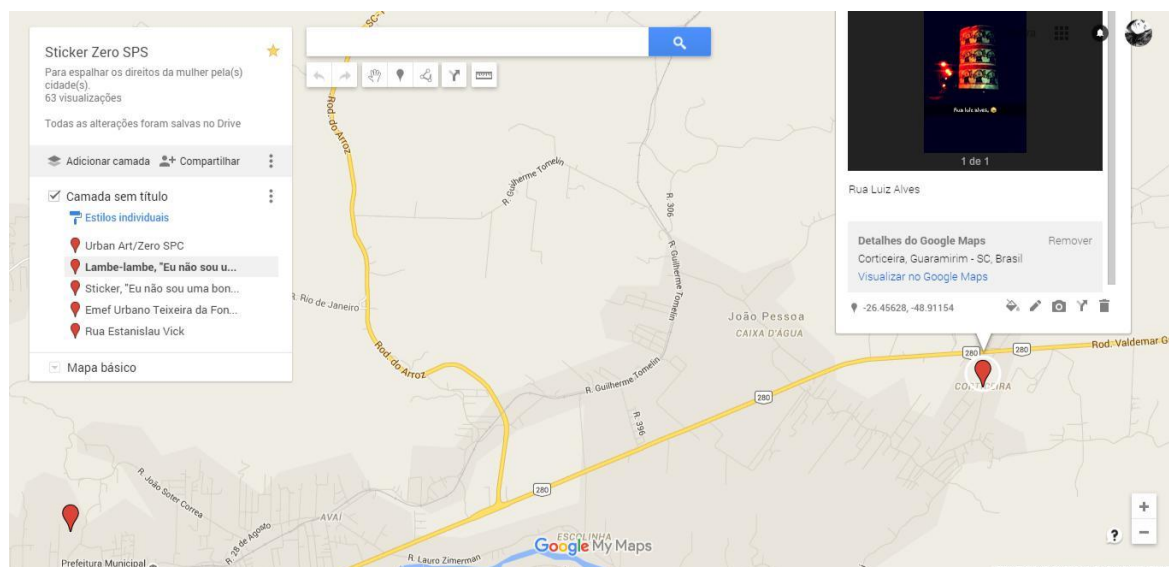 Sticker Zero SPS
Para espalhar os direitos da mulher pela(s)
cidade(s).
63 visualizações
Todas as alterações foram salvas no Drive
Adicionar camada
Compartilhar
Camada sem título
Estilos individuais
Urban Art/Zero SPC
Lambe-lambe, "Eu não sou u...
Sticker, "Eu não sou uma bon...
Emef Urbano Teixeira da Fon...
Rua Estanislau Vick
Mapa básico
Rua luiz alves,
1 de 1
Rua Luiz Alves
Detalhes do Google Maps
Remover
Corticeira, Guaramirim - SC, Brasil
Visualizar no Google Maps
-26.45628, -48.91154
SC-
Rod. do Arroz
R. Guilherme Tomelin
R. 306
R. Guilherme Tomelin
R. Rio de Janeiro
João Pessoa
CAIXA D'ÁGUA
Rod. do Arroz
R. Guilherme Tomelin
R. 396
280
280
280
Rod. Valdemar G
CORTICEIRA
280
R. João Soter Correa
AVAÍ
R. 28 de Agosto
ESCOLINHA
Google My Maps
R. Lauro Zimerman
Prefeitura Municipal
+
?
−